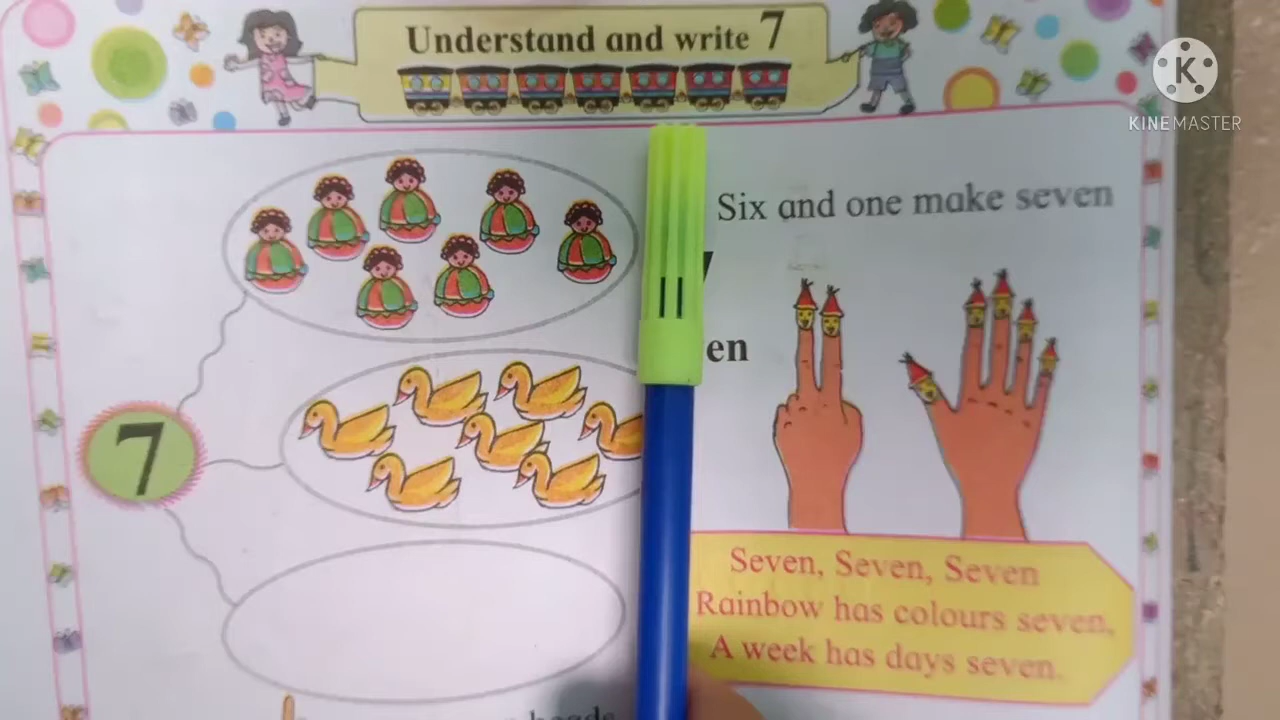 Understand and write 7
K
KINEMASTER
Six and one make seven
en
7
Seven, Seven, Seven
Rainbow has colours seven,
A week has days seven.